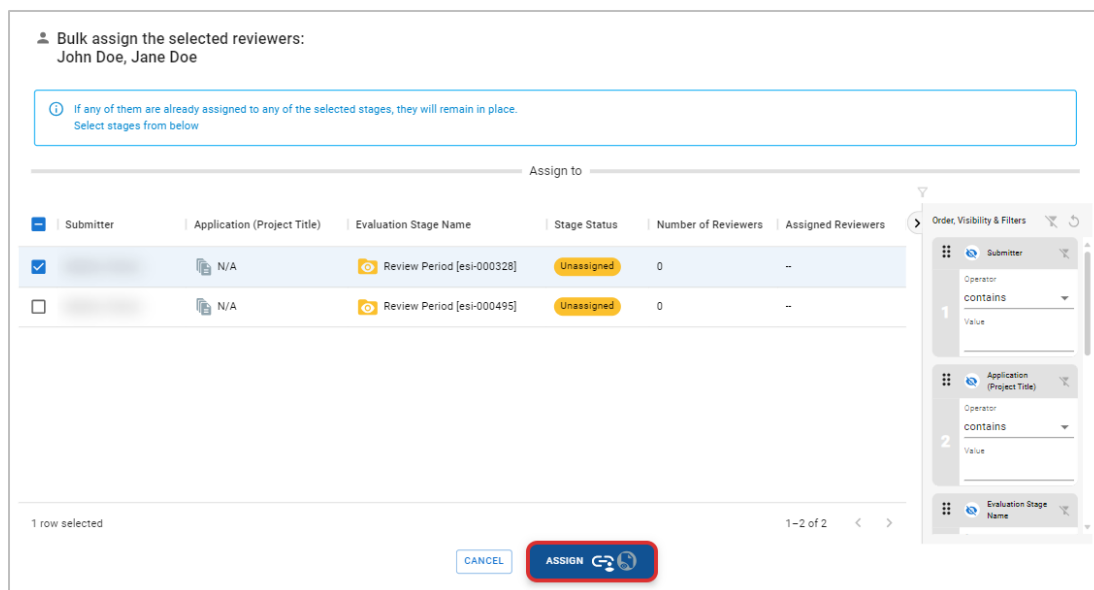 Bulk assign the selected reviewers:
John Doe, Jane Doe
If any of them are already assigned to any of the selected stages, they will remain in place.
Select stages from below
Assign to
Submitter Application (Project Title) Evaluation Stage Name Stage Status Number of Reviewers Assigned Reviewers
N/A Review Period [esi-000328] Unassigned 0 --
N/A Review Period [esi-000495] Unassigned 0 --
1 row selected 1–2 of 2
Order, Visibility & Filters
Submitter
Operator
contains
1
Value
Application
(Project Title)
Operator
contains
2
Value
Evaluation Stage
Name
CANCEL ASSIGN